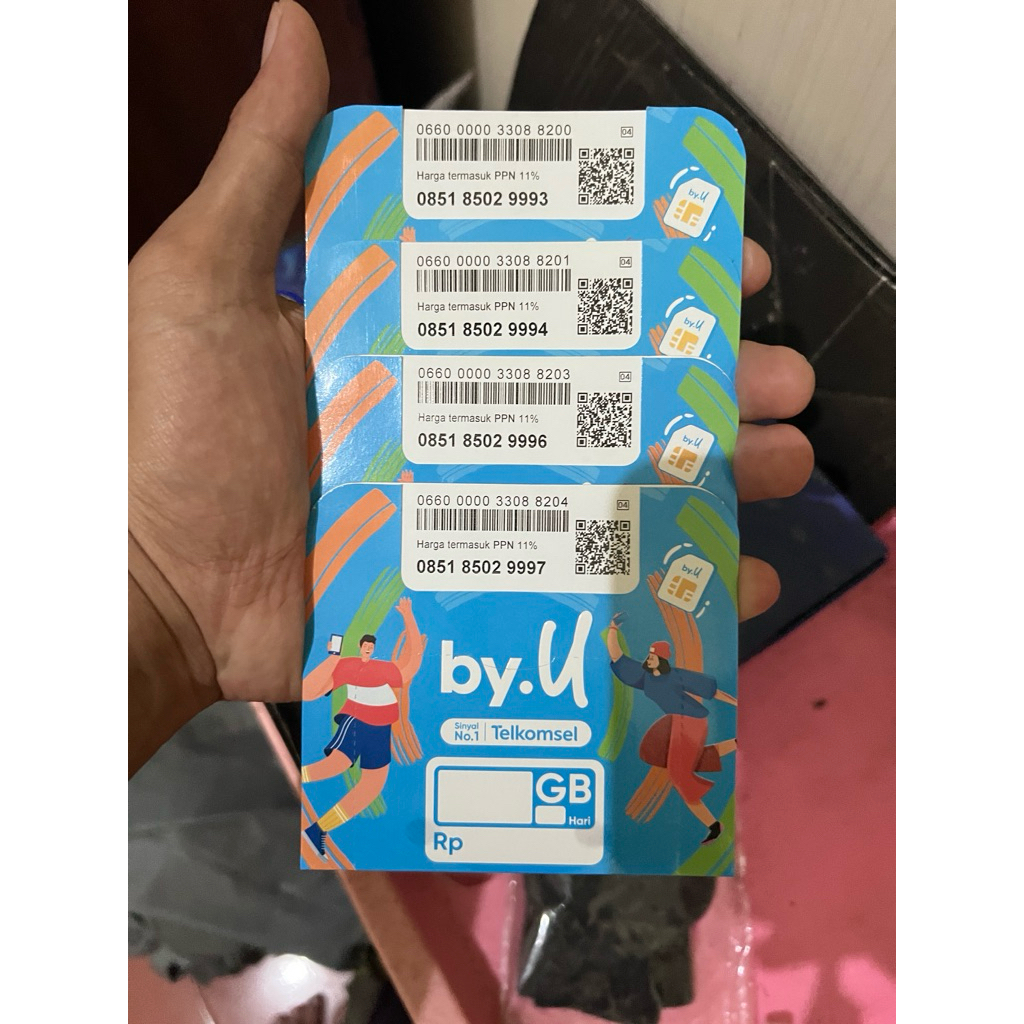 0660 0000 3308 8200
04
Harga termasuk PPN 11%
0851 8502 9993
by.U
0660 0000 3308 8201
04
Harga termasuk PPN 11%
0851 8502 9994
by.U
0660 0000 3308 8203
04
Harga termasuk PPN 11%
0851 8502 9996
by.U
0660 0000 3308 8204
04
Harga termasuk PPN 11%
0851 8502 9997
by.U
by.U
Sinyal No.1 | Telkomsel
GB
Hari
Rp